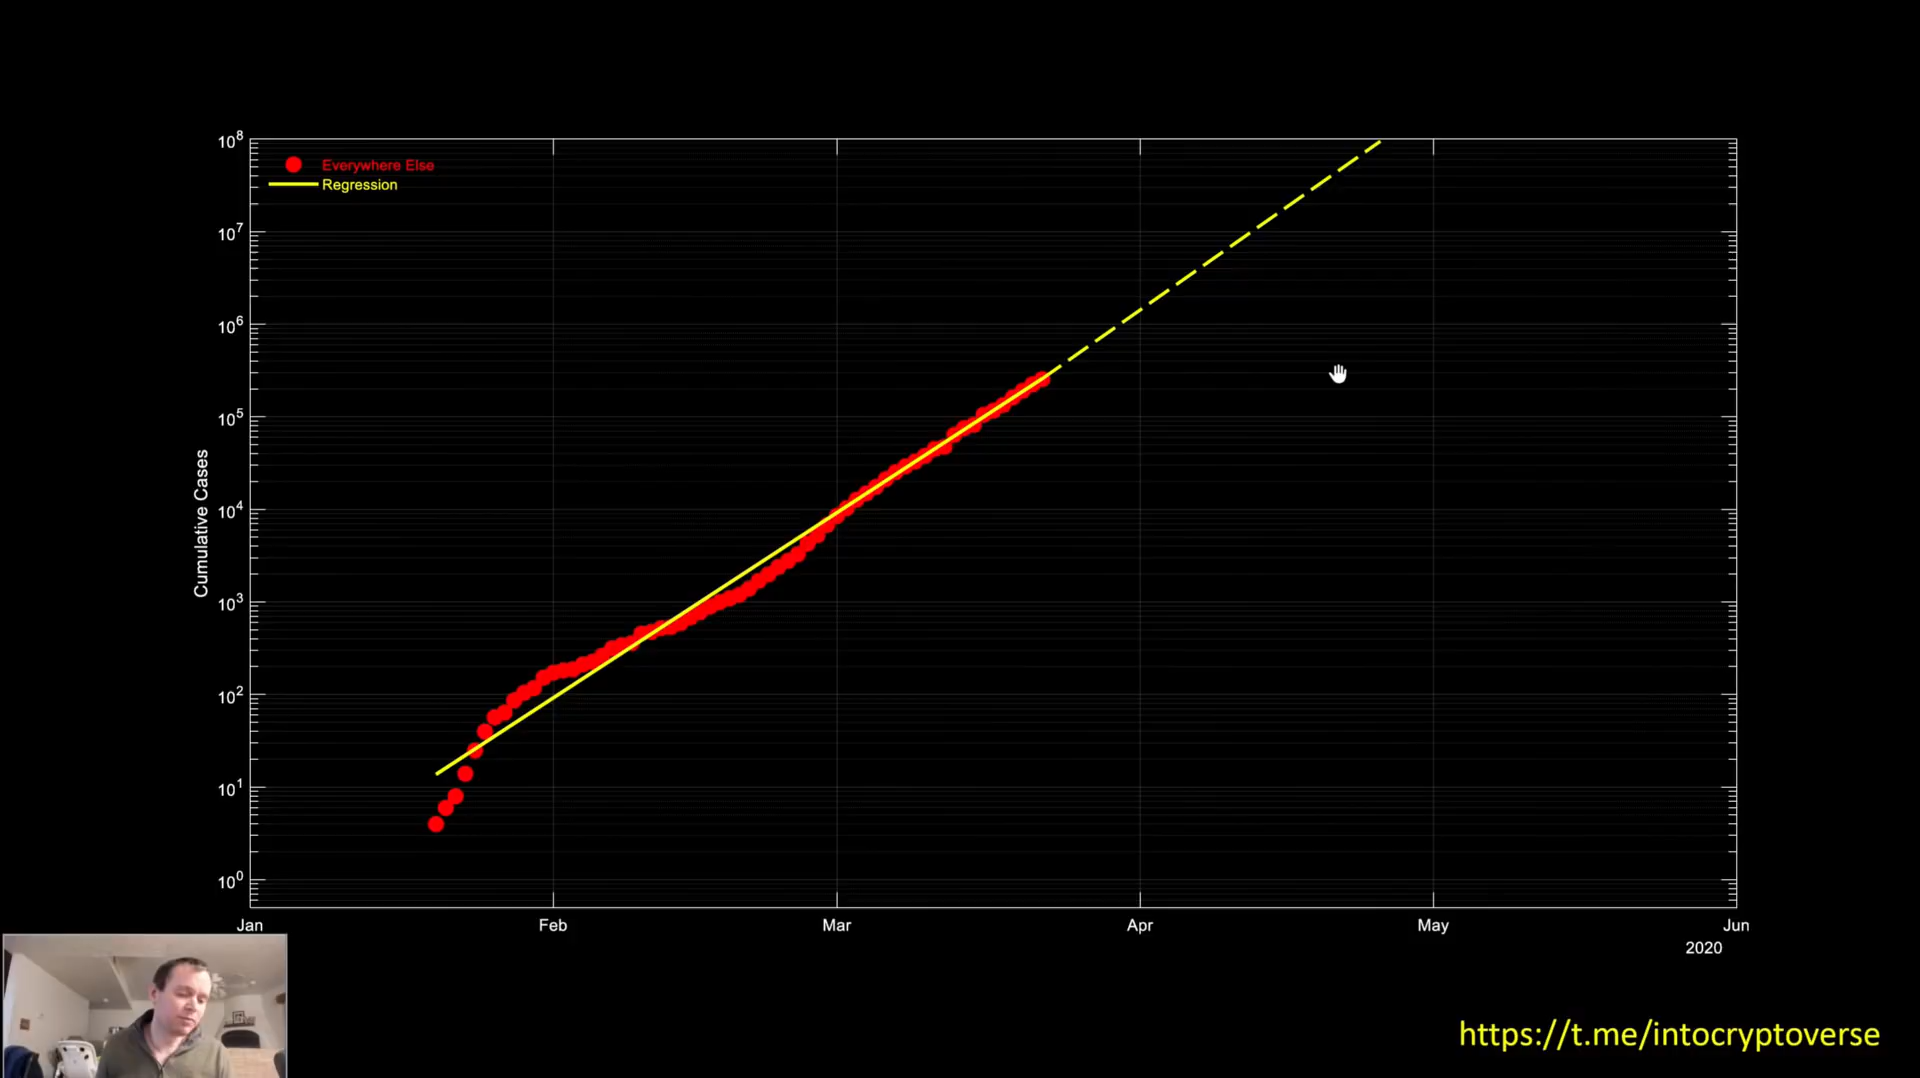 10^8
Everywhere Else
Regression
10^7
10^6
10^5
10^4
10^3
10^2
10^1
10^0
Cumulative Cases
Jan Feb Mar Apr May Jun
2020
https://t.me/intocryptoverse